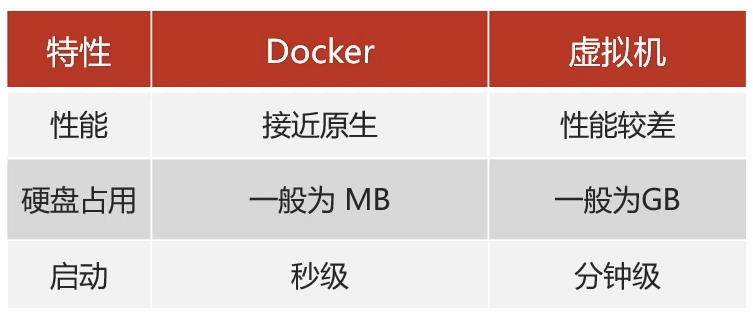 特性 Docker 虚拟机
性能 接近原生 性能较差
硬盘占用 一般为 MB 一般为GB
启动 秒级 分钟级